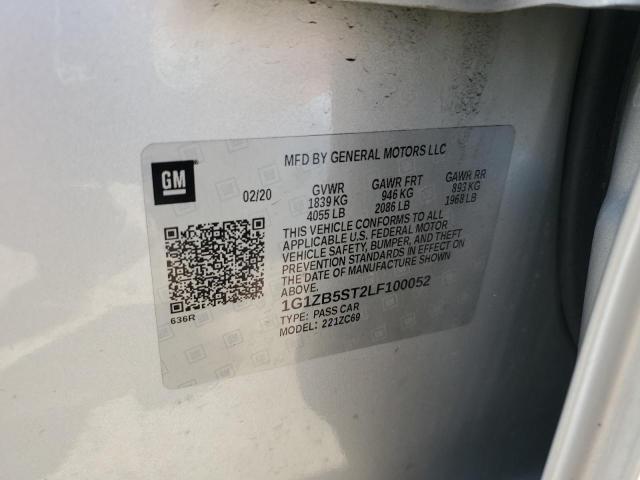 MFD BY GENERAL MOTORS LLC
GM
02/20
GVWR GAWR FRT GAWR RR
1839 KG 946 KG 893 KG
4055 LB 2086 LB 1968 LB
THIS VEHICLE CONFORMS TO ALL
APPLICABLE U.S. FEDERAL MOTOR
VEHICLE SAFETY, BUMPER, AND THEFT
PREVENTION STANDARDS IN EFFECT ON
THE DATE OF MANUFACTURE SHOWN
ABOVE.
1G1ZB5ST2LF100052
TYPE: PASS CAR
MODEL: 221ZC69
636R